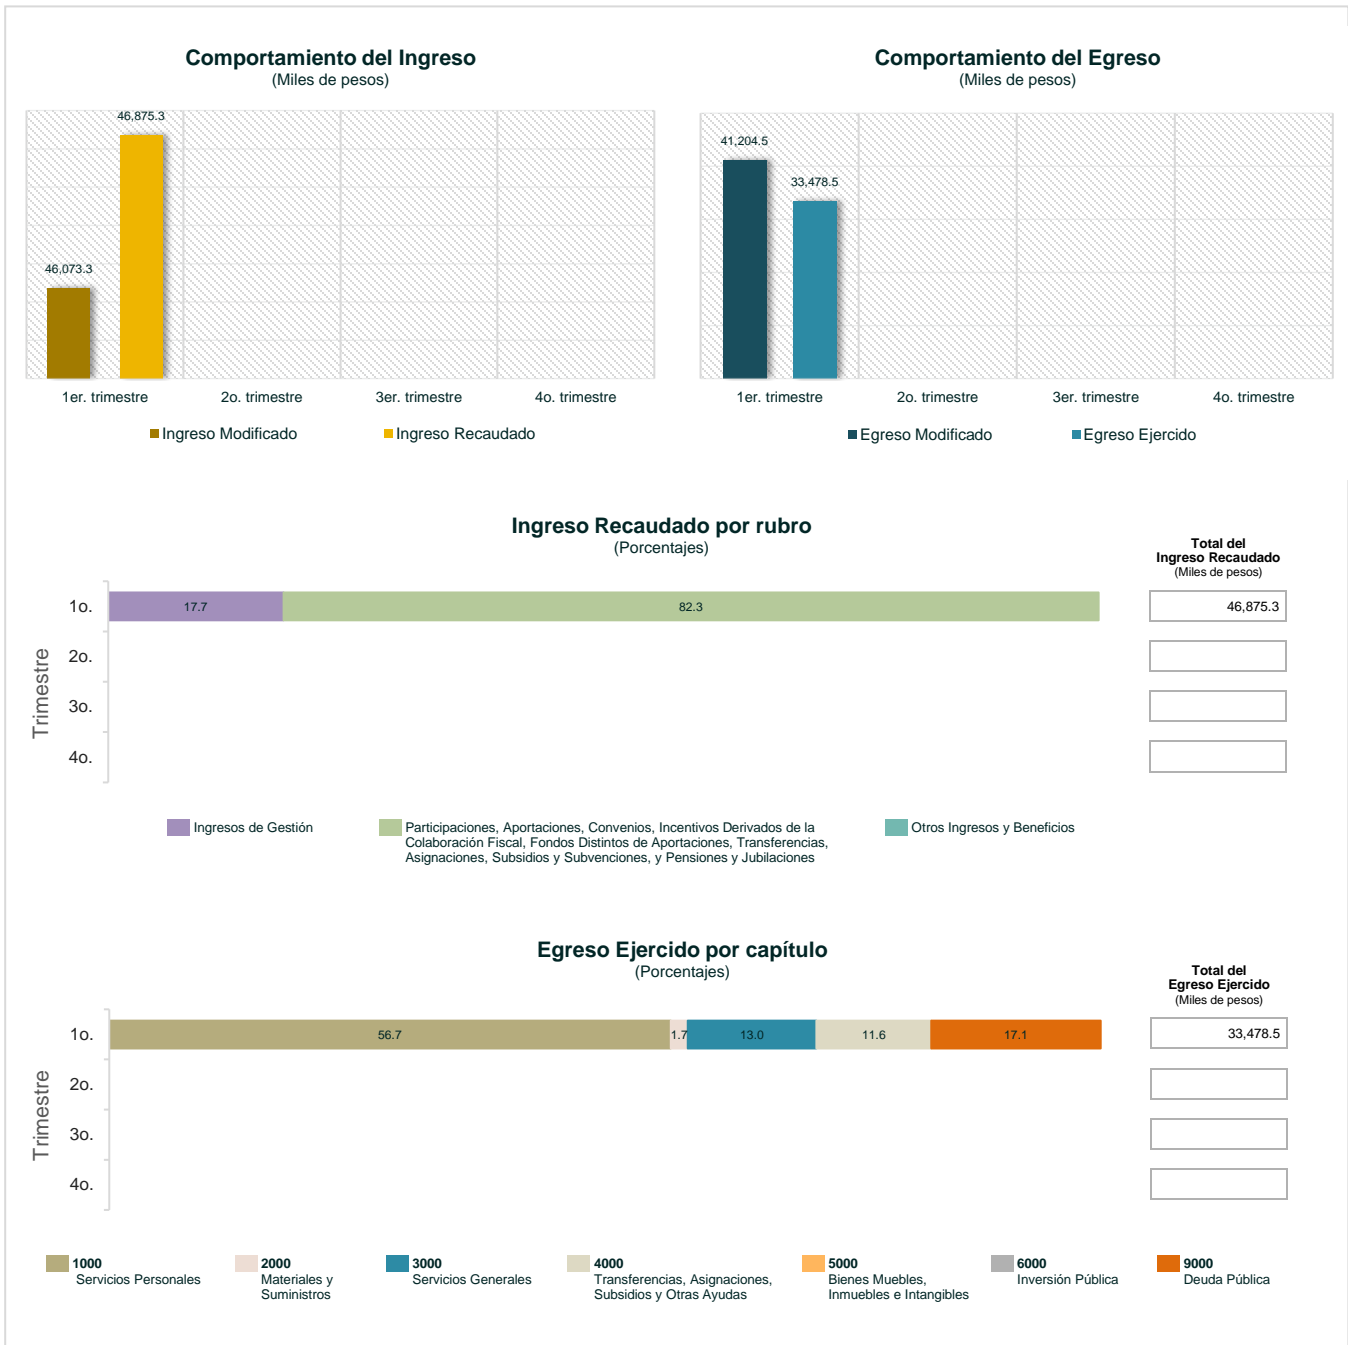 Comportamiento del Ingreso
(Miles de pesos)
46,875.3
46,073.3
1er. trimestre
2o. trimestre
3er. trimestre
4o. trimestre
Ingreso Modificado
Ingreso Recaudado
Comportamiento del Egreso
(Miles de pesos)
41,204.5
33,478.5
1er. trimestre
2o. trimestre
3er. trimestre
4o. trimestre
Egreso Modificado
Egreso Ejercido
Ingreso Recaudado por rubro
(Porcentajes)
Total del
Ingreso Recaudado
(Miles de pesos)
Trimestre
1o.
17.7
82.3
46,875.3
2o.
3o.
4o.
Ingresos de Gestión
Participaciones, Aportaciones, Convenios, Incentivos Derivados de la
Colaboración Fiscal, Fondos Distintos de Aportaciones, Transferencias,
Asignaciones, Subsidios y Subvenciones, y Pensiones y Jubilaciones
Otros Ingresos y Beneficios
Egreso Ejercido por capítulo
(Porcentajes)
Total del
Egreso Ejercido
(Miles de pesos)
Trimestre
1o.
56.7
1.7
13.0
11.6
17.1
33,478.5
2o.
3o.
4o.
1000
Servicios Personales
2000
Materiales y
Suministros
3000
Servicios Generales
4000
Transferencias, Asignaciones,
Subsidios y Otras Ayudas
5000
Bienes Muebles,
Inmuebles e Intangibles
6000
Inversión Pública
9000
Deuda Pública